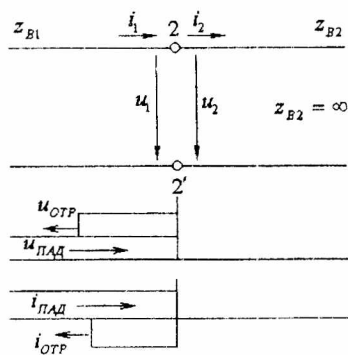 z_B1 i_1 2 i_2 z_B2
u_1 u_2 z_B2 = ∞
2'
u_ОТР
u_ПАД
i_ПАД
i_ОТР